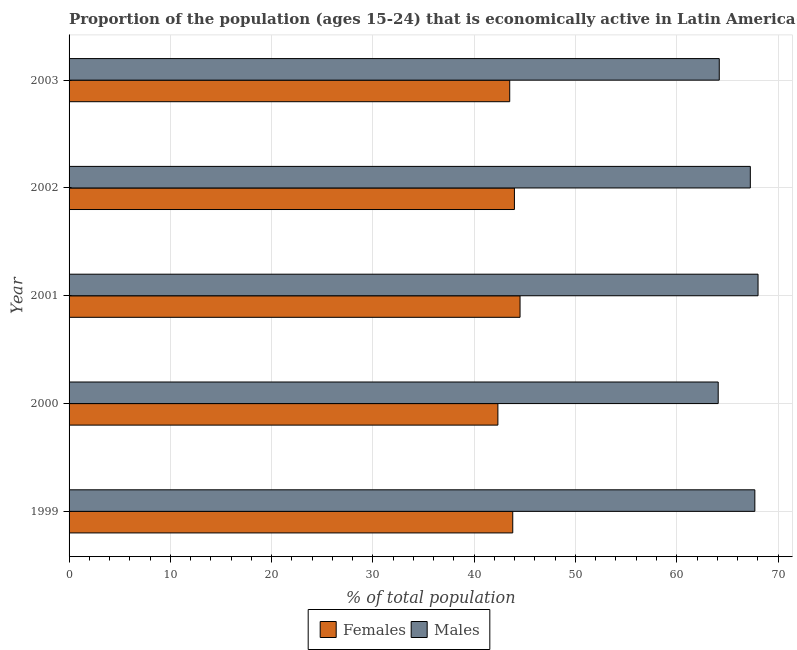 Proportion of the population (ages 15-24) that is economically active in Latin America
2003
2002
2001
2000
1999
Year
0 10 20 30 40 50 60 70
% of total population
Females Males